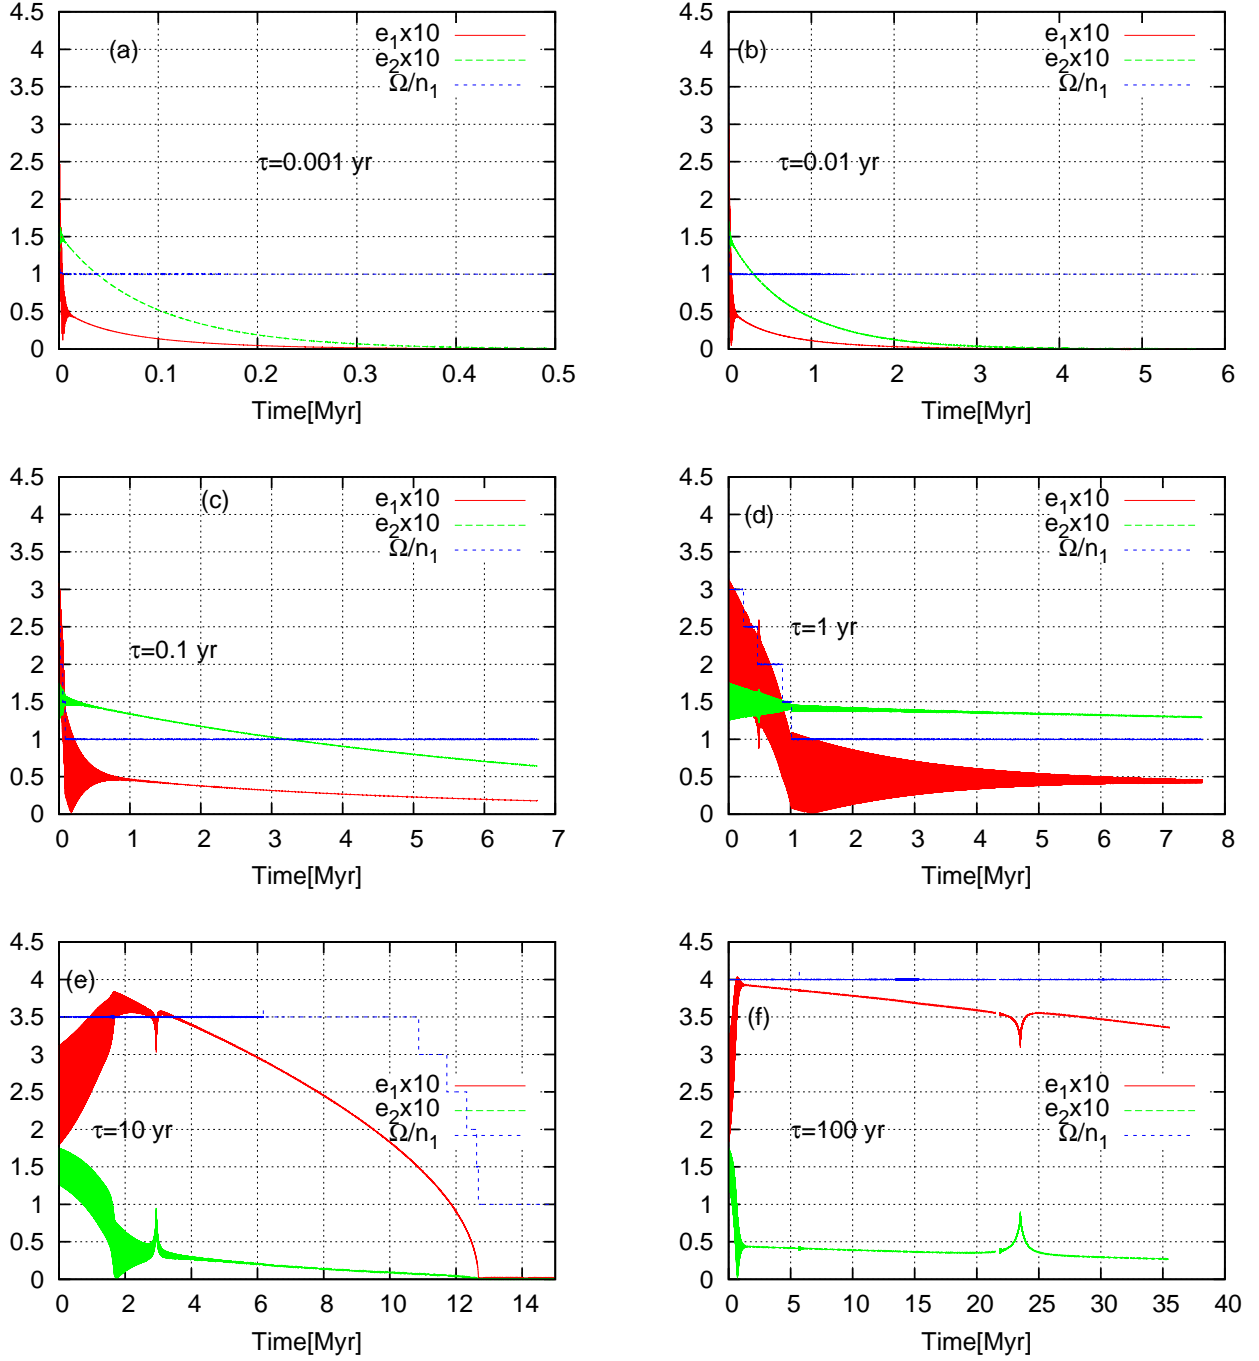 4.5
4
3.5
3
2.5
2
1.5
1
0.5
0
(a)
e1x10
e2x10
Ω/n1
τ=0.001 yr
0 0.1 0.2 0.3 0.4 0.5
Time[Myr]
4.5
4
3.5
3
2.5
2
1.5
1
0.5
0
(b)
e1x10
e2x10
Ω/n1
τ=0.01 yr
0 1 2 3 4 5 6
Time[Myr]
4.5
4
3.5
3
2.5
2
1.5
1
0.5
0
(c)
e1x10
e2x10
Ω/n1
τ=0.1 yr
0 1 2 3 4 5 6 7
Time[Myr]
4.5
4
3.5
3
2.5
2
1.5
1
0.5
0
(d)
e1x10
e2x10
Ω/n1
τ=1 yr
0 1 2 3 4 5 6 7 8
Time[Myr]
4.5
4
3.5
3
2.5
2
1.5
1
0.5
0
(e)
e1x10
e2x10
Ω/n1
τ=10 yr
0 2 4 6 8 10 12 14
Time[Myr]
4.5
4
3.5
3
2.5
2
1.5
1
0.5
0
(f)
e1x10
e2x10
Ω/n1
τ=100 yr
0 5 10 15 20 25 30 35 40
Time[Myr]